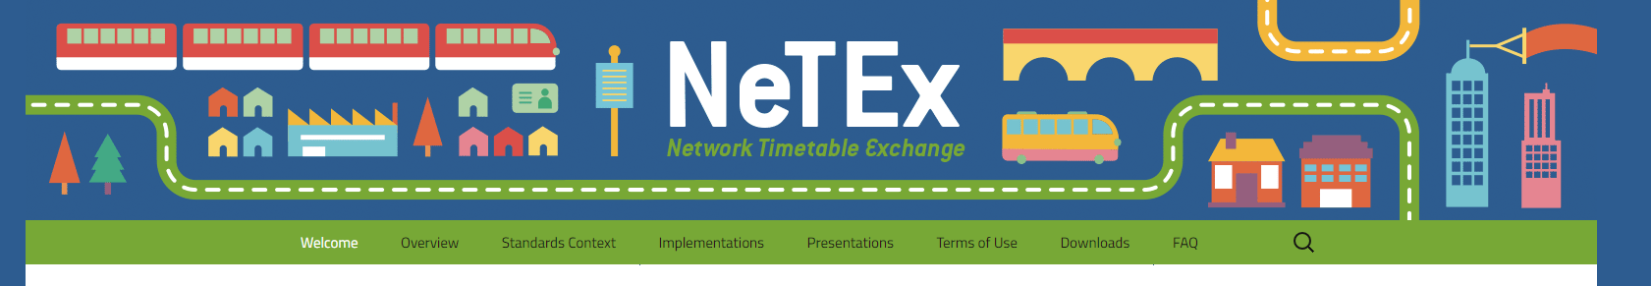 NeTEx
Network Timetable Exchange
Welcome Overview Standards Context Implementations Presentations Terms of Use Downloads FAQ